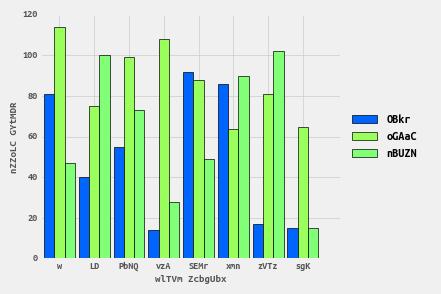 120
100
80
60
40
20
0
nZZoLC GYtMDR
w LD PbNQ vzA SEMr xmn zVTz sgK
wlTVm ZcbgUbx
OBkr
oGAaC
nBUZN